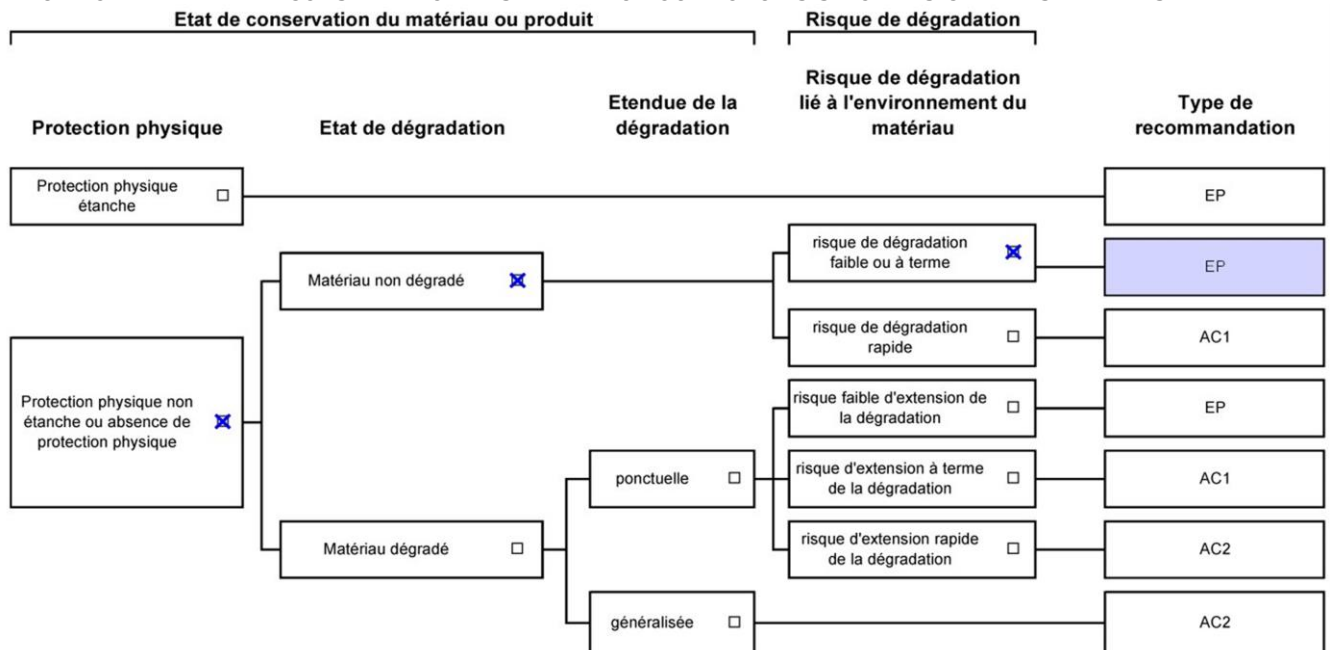 Etat de conservation du matériau ou produit
Risque de dégradation
Protection physique
Etat de dégradation
Etendue de la
dégradation
Risque de dégradation
lié à l'environnement du
matériau
Type de
recommandation
Protection physique
étanche
EP
risque de dégradation
faible ou à terme
EP
Matériau non dégradé
risque de dégradation
rapide
AC1
Protection physique non
étanche ou absence de
protection physique
risque faible d'extension de
la dégradation
EP
ponctuelle
risque d'extension à terme
de la dégradation
AC1
Matériau dégradé
risque d'extension rapide
de la dégradation
AC2
généralisée
AC2